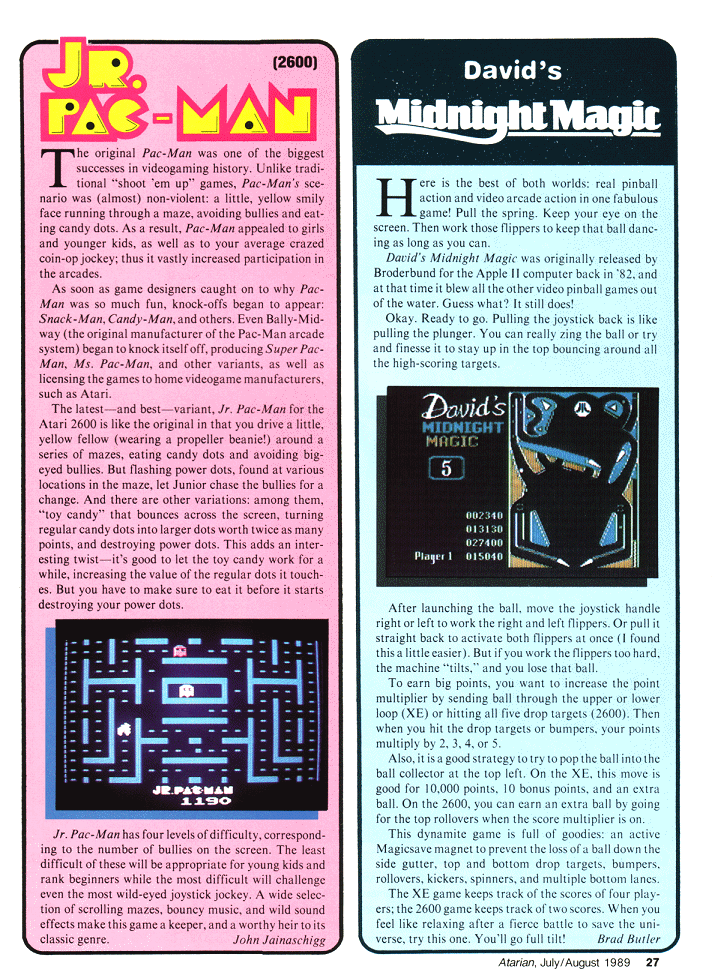 JR.
PAC-MAN
(2600)
The original Pac-Man was one of the biggest
successes in videogaming history. Unlike tradi-
tional “shoot ’em up” games, Pac-Man’s sce-
nario was (almost) non-violent: a little, yellow smily
face running through a maze, avoiding bullies and eat-
ing candy dots. As a result, Pac-Man appealed to girls
and younger kids, as well as to your average crazed
coin-op jockey; thus it vastly increased participation in
the arcades.
As soon as game designers caught on to why Pac-
Man was so much fun, knock-offs began to appear:
Snack-Man, Candy-Man, and others. Even Bally-Mid-
way (the original manufacturer of the Pac-Man arcade
system) began to knock itself off, producing Super Pac-
Man, Ms. Pac-Man, and other variants, as well as
licensing the games to home videogame manufacturers,
such as Atari.
The latest—and best—variant, Jr. Pac-Man for the
Atari 2600 is like the original in that you drive a little,
yellow fellow (wearing a propeller beanie!) around a
series of mazes, eating candy dots and avoiding big-
eyed bullies. But flashing power dots, found at various
locations in the maze, let Junior chase the bullies for a
change. And there are other variations: among them,
“toy candy” that bounces across the screen, turning
regular candy dots into larger dots worth twice as many
points, and destroying power dots. This adds an inter-
esting twist—it’s good to let the toy candy work for a
while, increasing the value of the regular dots it touch-
es. But you have to make sure to eat it before it starts
destroying your power dots.
JR.PAC-MAN
1190
Jr. Pac-Man has four levels of difficulty, correspond-
ing to the number of bullies on the screen. The least
difficult of these will be appropriate for young kids and
rank beginners while the most difficult will challenge
even the most wild-eyed joystick jockey. A wide selec-
tion of scrolling mazes, bouncy music, and wild sound
effects make this game a keeper, and a worthy heir to its
classic genre. John Jainaschigg
David’s
Midnight Magic
Here is the best of both worlds: real pinball
action and video arcade action in one fabulous
game! Pull the spring. Keep your eye on the
screen. Then work those flippers to keep that ball danc-
ing as long as you can.
David’s Midnight Magic was originally released by
Broderbund for the Apple II computer back in ’82, and
at that time it blew all the other video pinball games out
of the water. Guess what? It still does!
Okay. Ready to go. Pulling the joystick back is like
pulling the plunger. You can really zing the ball or try
and finesse it to stay up in the top bouncing around all
the high-scoring targets.
David’s
MIDNIGHT
MAGIC
5
002340
013130
027400
Player 1 015040
After launching the ball, move the joystick handle
right or left to work the right and left flippers. Or pull it
straight back to activate both flippers at once (I found
this a little easier). But if you work the flippers too hard,
the machine “tilts,” and you lose that ball.
To earn big points, you want to increase the point
multiplier by sending ball through the upper or lower
loop (XE) or hitting all five drop targets (2600). Then
when you hit the drop targets or bumpers, your points
multiply by 2, 3, 4, or 5.
Also, it is a good strategy to try to pop the ball into the
ball collector at the top left. On the XE, this move is
good for 10,000 points, 10 bonus points, and an extra
ball. On the 2600, you can earn an extra ball by going
for the top rollovers when the score multiplier is on.
This dynamite game is full of goodies: an active
Magicsave magnet to prevent the loss of a ball down the
side gutter, top and bottom drop targets, bumpers,
rollovers, kickers, spinners, and multiple bottom lanes.
The XE game keeps track of the scores of four play-
ers; the 2600 game keeps track of two scores. When you
feel like relaxing after a fierce battle to save the uni-
verse, try this one. You’ll go full tilt! Brad Butler
Atarian, July/August 1989 27